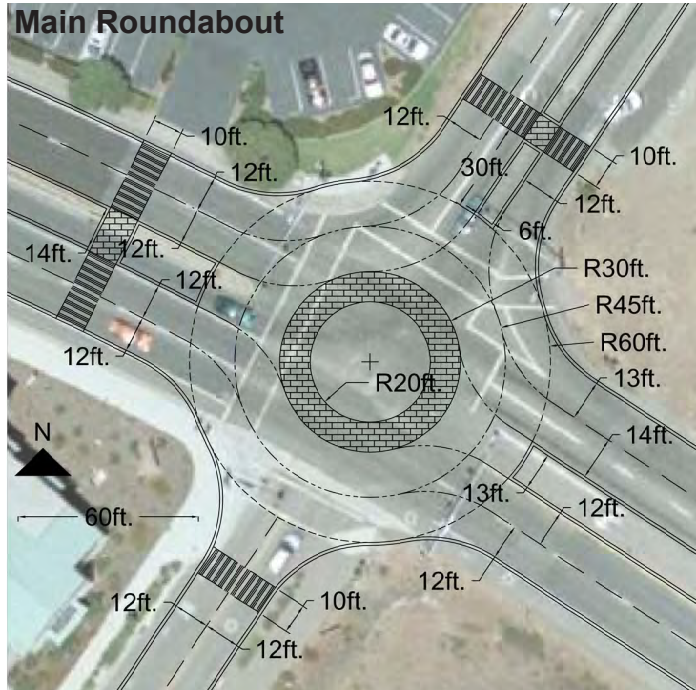 Main Roundabout
10ft.
12ft.
12ft.
30ft.
10ft.
12ft.
6ft.
14ft.
12ft.
12ft.
12ft.
R30ft.
R45ft.
R60ft.
R20ft.
13ft.
14ft.
N
60ft.
13ft.
12ft.
12ft.
12ft.
10ft.
12ft.